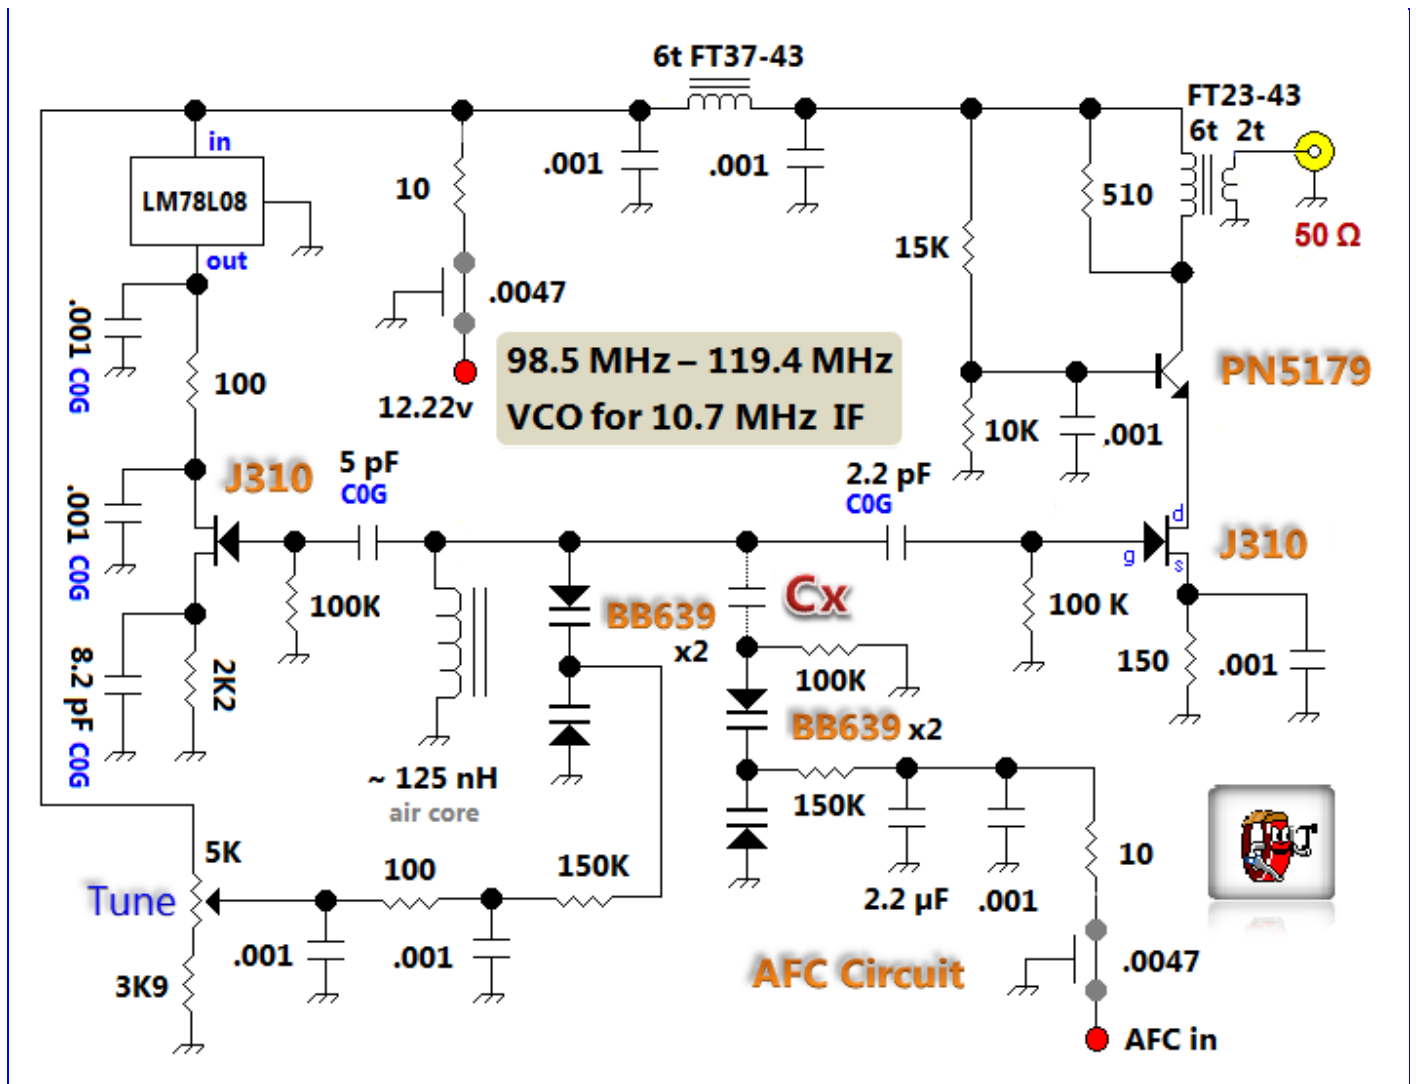 6t FT37-43
FT23-43
6t 2t
in
LM78L08
out
.001
.001
10
510
50 Ω
15K
.0047
.001 C0G
100
12.22v
98.5 MHz – 119.4 MHz
VCO for 10.7 MHz IF
PN5179
10K
.001
J310
5 pF
C0G
2.2 pF
C0G
.001 C0G
d
g
s
J310
100K
BB639
x2
Cx
100 K
8.2 pF C0G
2K2
100K
150
.001
BB639 x2
~ 125 nH
air core
150K
5K
100
150K
10
Tune
2.2 µF
.001
.001
.001
3K9
AFC Circuit
.0047
AFC in